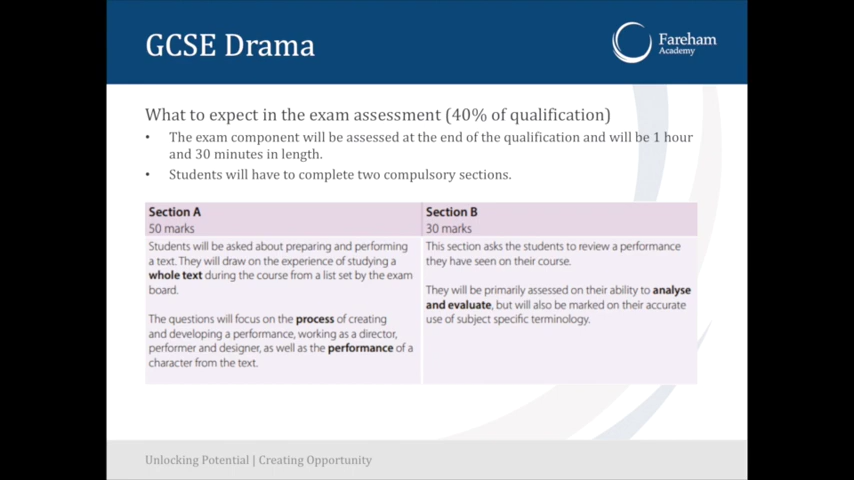 GCSE Drama
Fareham
Academy
What to expect in the exam assessment (40% of qualification)
• The exam component will be assessed at the end of the qualification and will be 1 hour
and 30 minutes in length.
• Students will have to complete two compulsory sections.
Section A
50 marks
Students will be asked about preparing and performing
a text. They will draw on the experience of studying a
whole text during the course from a list set by the exam
board.
The questions will focus on the process of creating
and developing a performance, working as a director,
performer and designer, as well as the performance of a
character from the text.
Section B
30 marks
This section asks the students to review a performance
they have seen on their course.
They will be primarily assessed on their ability to analyse
and evaluate, but will also be marked on their accurate
use of subject specific terminology.
Unlocking Potential | Creating Opportunity